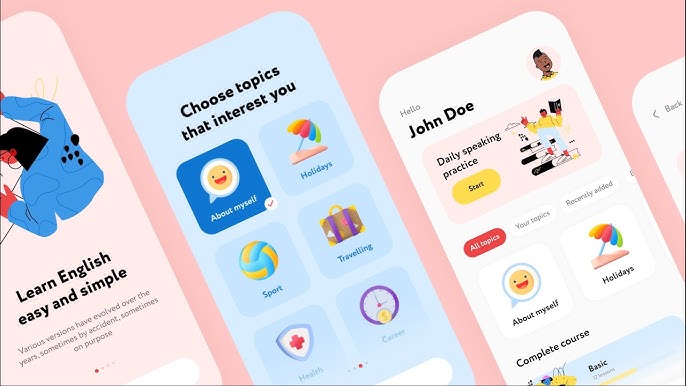 Learn English
easy and simple
Various versions have evolved over the
years, sometimes by accident, sometimes
on purpose
Choose topics
that interest you
About myself
Holidays
Sport
Travelling
Health
Career
Hello
John Doe
Daily speaking
practice
Start
All topics
Your topics
Recently added
About myself
Holidays
Complete course
Basic
12 lessons
Back